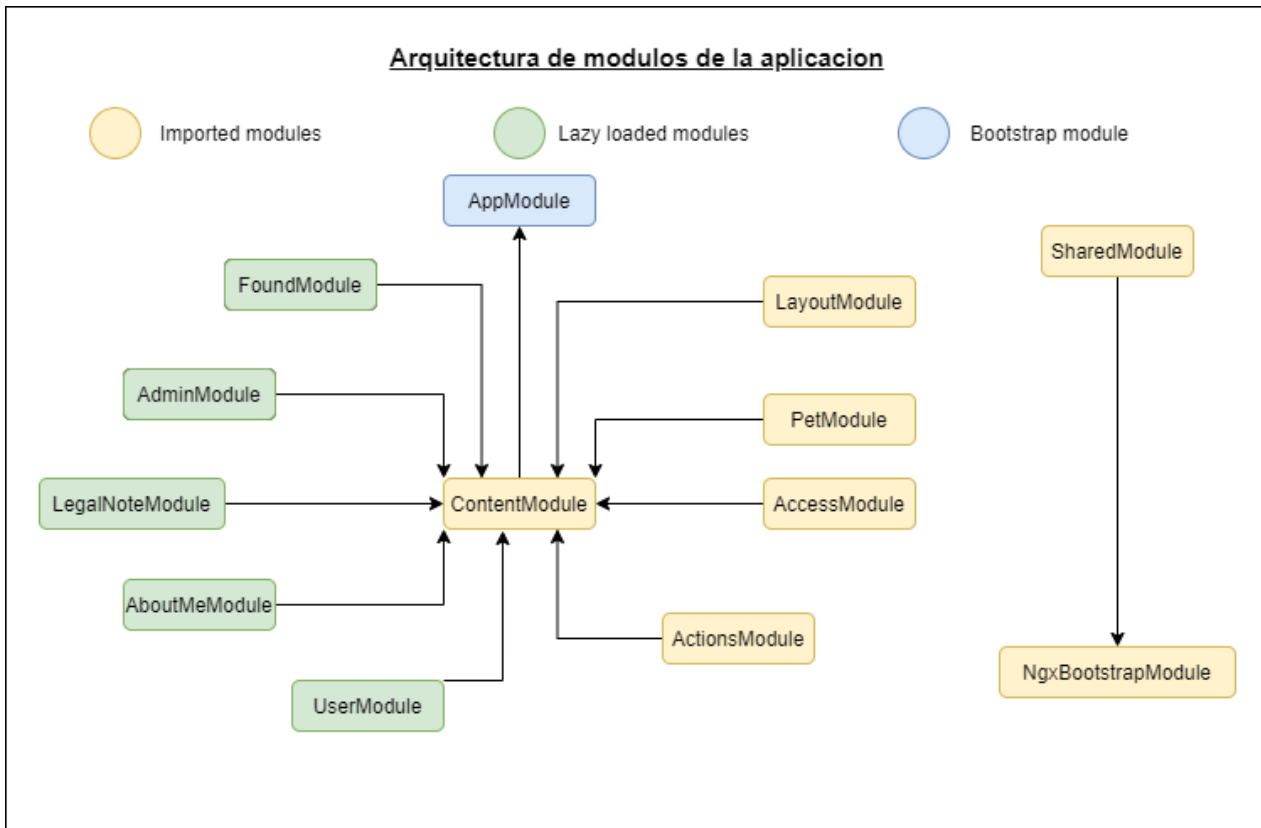 Arquitectura de modulos de la aplicacion
Imported modules
Lazy loaded modules
Bootstrap module
AppModule
SharedModule
FoundModule
LayoutModule
AdminModule
PetModule
LegalNoteModule
ContentModule
AccessModule
AboutMeModule
ActionsModule
NgxBootstrapModule
UserModule